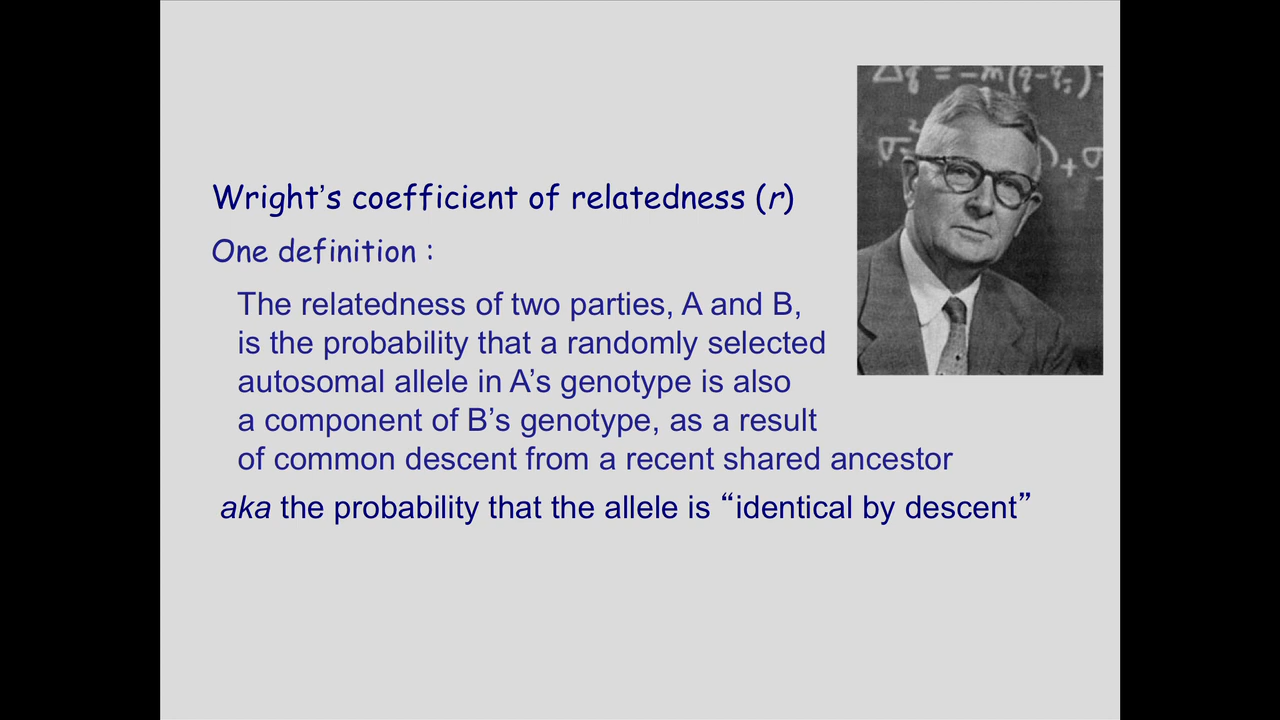 Δq = -m(q-q
σ²
) + σ
Wright’s coefficient of relatedness (r)
One definition :
The relatedness of two parties, A and B,
is the probability that a randomly selected
autosomal allele in A’s genotype is also
a component of B’s genotype, as a result
of common descent from a recent shared ancestor
aka the probability that the allele is “identical by descent”